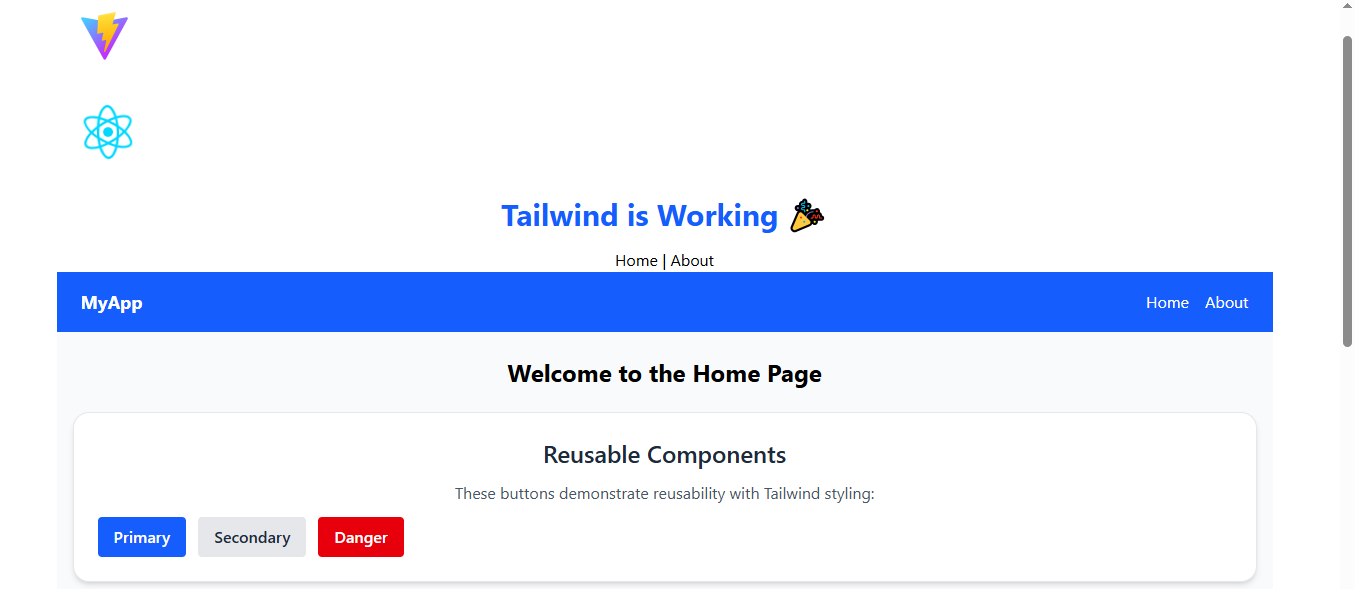 Tailwind is Working 🎉
Home | About
MyApp Home About
Welcome to the Home Page
Reusable Components
These buttons demonstrate reusability with Tailwind styling:
Primary Secondary Danger